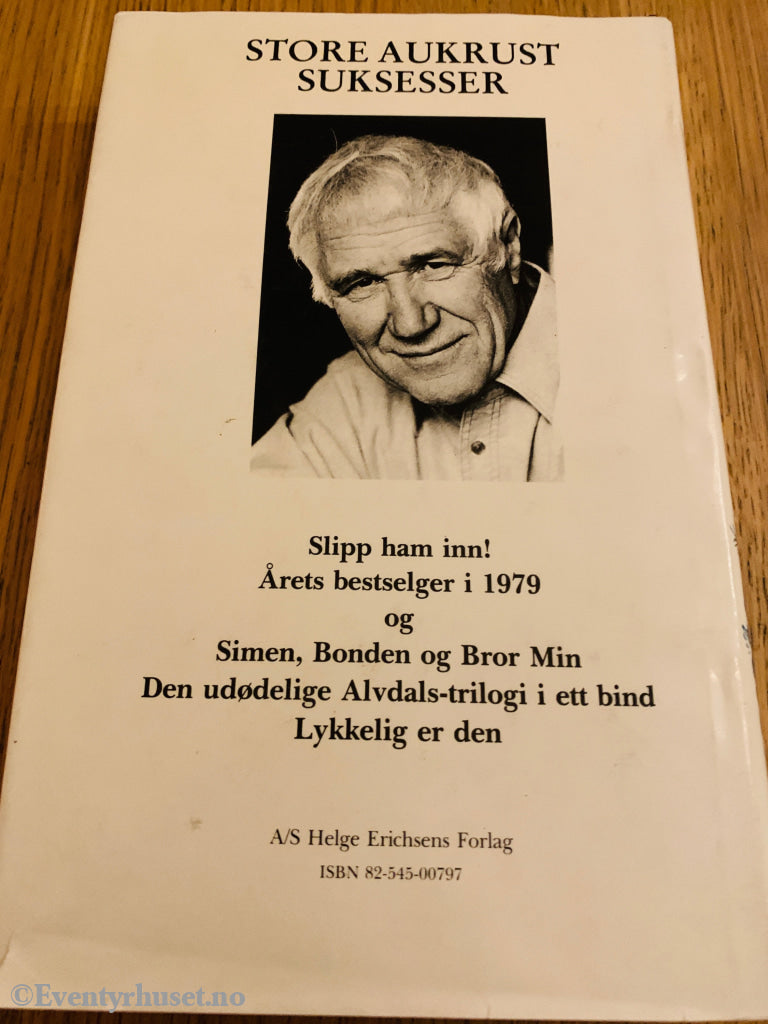 STORE AUKRUST
SUKSESSER
Slipp ham inn!
Årets bestselger i 1979
og
Simen, Bonden og Bror Min
Den udødelige Alvdals-trilogi i ett bind
Lykkelig er den
A/S Helge Erichsens Forlag
ISBN 82-545-00797
©Eventyrhuset.no